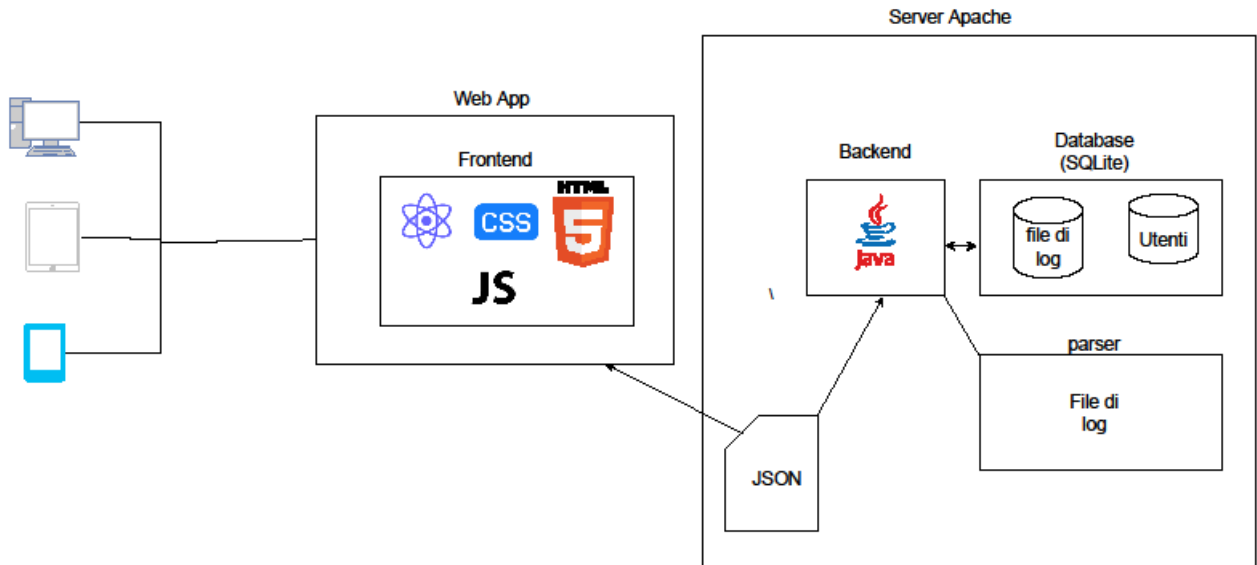 Server Apache
Web App
Frontend
HTML
5
CSS
JS
Backend
Java
Database
(SQLite)
file di
log
Utenti
\
parser
File di
log
JSON